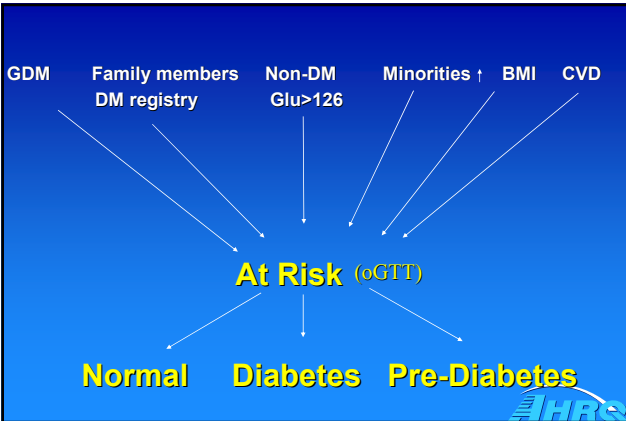 GDM Family members Non-DM Minorities ↑ BMI CVD
DM registry Glu>126
At Risk (oGTT)
Normal Diabetes Pre-Diabetes
AHRQ